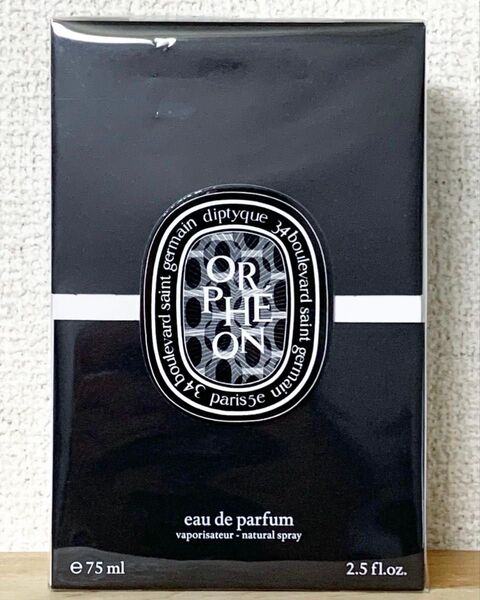 diptyque 34 boulevard saint germain paris 5e 34 boulevard saint germain
OR
PHÉ
ON
eau de parfum
vaporisateur - natural spray
℮ 75 ml
2.5 fl.oz.